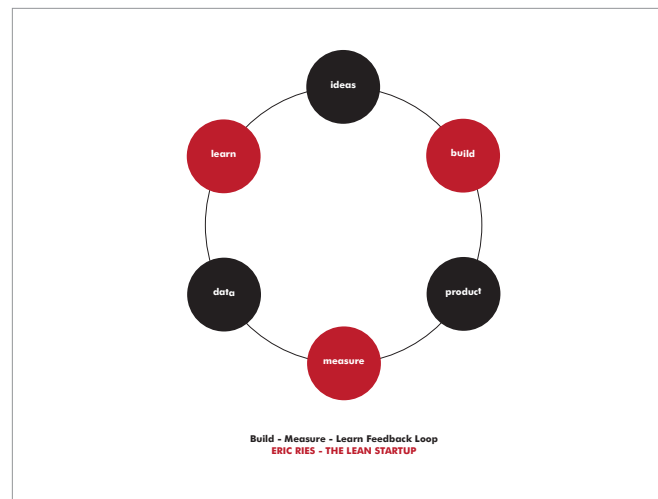 ideas
learn
build
data
product
measure
Build - Measure - Learn Feedback Loop
ERIC RIES - THE LEAN STARTUP